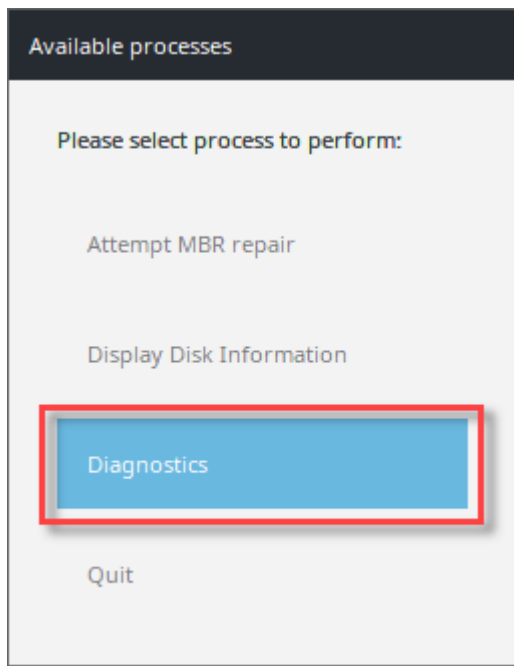 Available processes
Please select process to perform:
Attempt MBR repair
Display Disk Information
Diagnostics
Quit